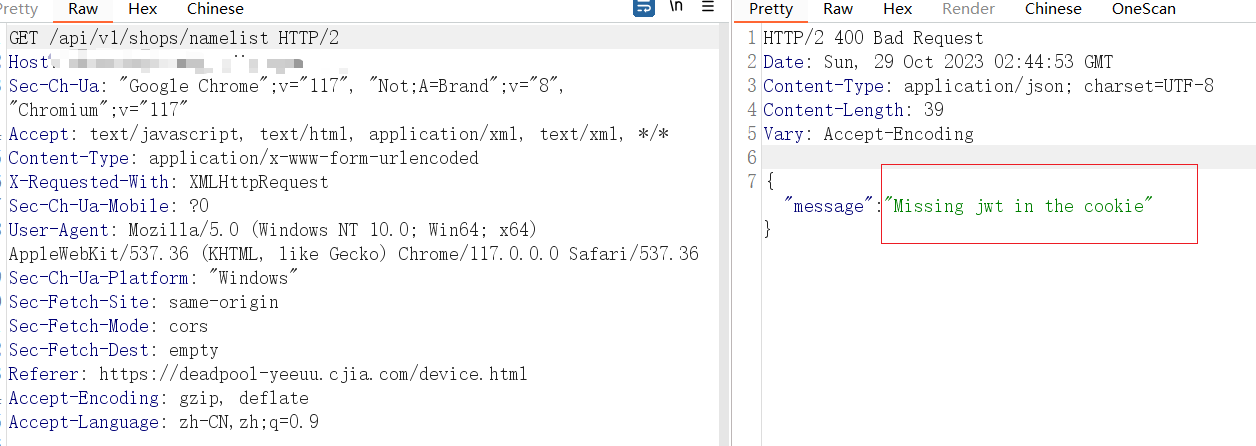 Pretty Raw Hex Chinese \n
GET /api/v1/shops/namelist HTTP/2
Host:
Sec-Ch-Ua: "Google Chrome";v="117", "Not;A=Brand";v="8",
"Chromium";v="117"
Accept: text/javascript, text/html, application/xml, text/xml, */*
Content-Type: application/x-www-form-urlencoded
X-Requested-With: XMLHttpRequest
Sec-Ch-Ua-Mobile: ?0
User-Agent: Mozilla/5.0 (Windows NT 10.0; Win64; x64)
AppleWebKit/537.36 (KHTML, like Gecko) Chrome/117.0.0.0 Safari/537.36
Sec-Ch-Ua-Platform: "Windows"
Sec-Fetch-Site: same-origin
Sec-Fetch-Mode: cors
Sec-Fetch-Dest: empty
Referer: https://deadpool-yeeuu.cjia.com/device.html
Accept-Encoding: gzip, deflate
Accept-Language: zh-CN,zh;q=0.9
Pretty Raw Hex Render Chinese OneScan
1 HTTP/2 400 Bad Request
2 Date: Sun, 29 Oct 2023 02:44:53 GMT
3 Content-Type: application/json; charset=UTF-8
4 Content-Length: 39
5 Vary: Accept-Encoding
6
7 {
"message":"Missing jwt in the cookie"
}